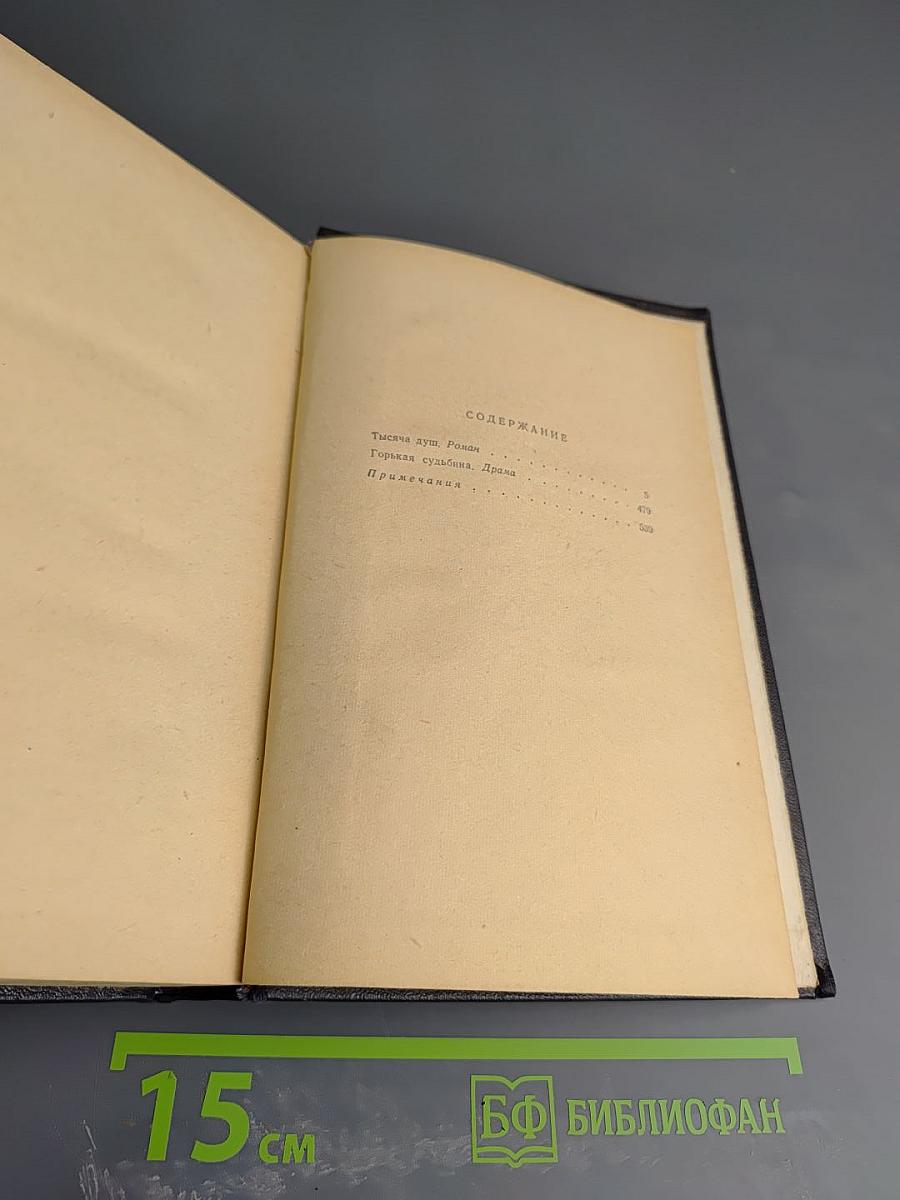 СОДЕРЖАНИЕ
Тысяча душ. Роман . . . . . . . . . . . 5
Горькая судьбина. Драма . . . . . . . . . 479
Примечания . . . . . . . . . . . . . 539
15 см
БФ БИБЛИОФАН